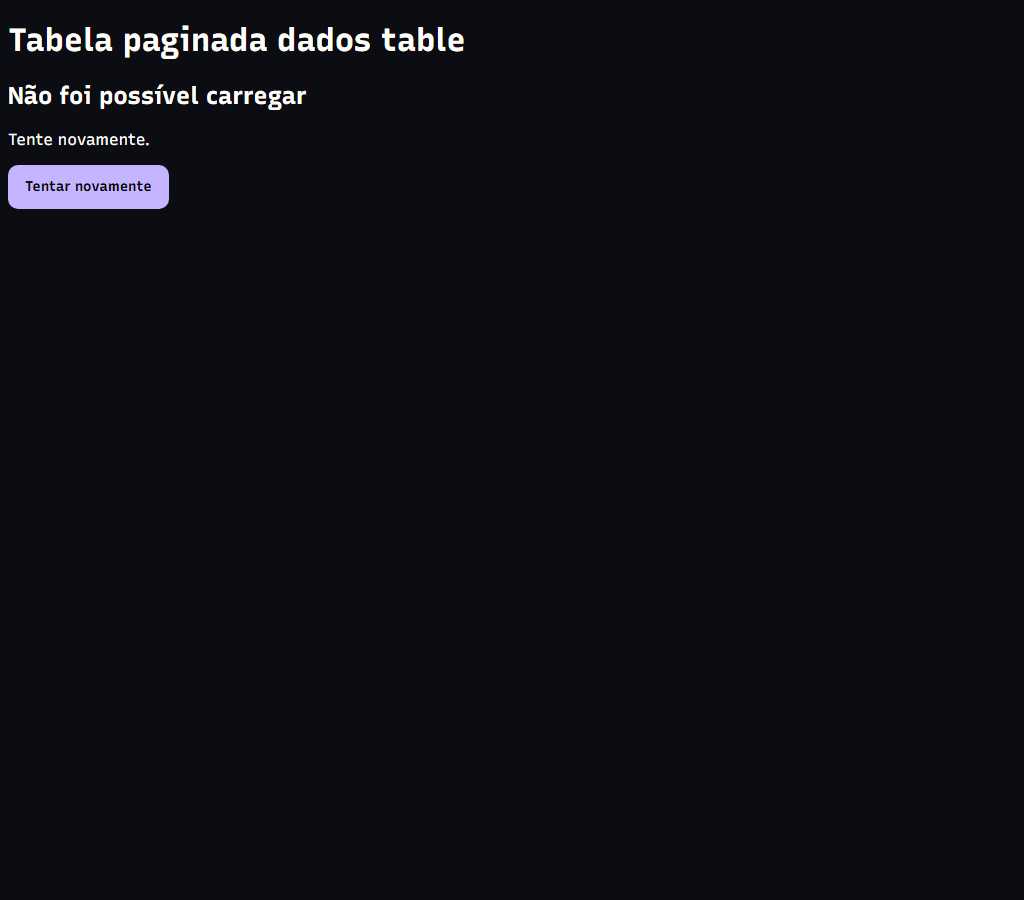 Tabela paginada dados table
Não foi possível carregar
Tente novamente.
Tentar novamente